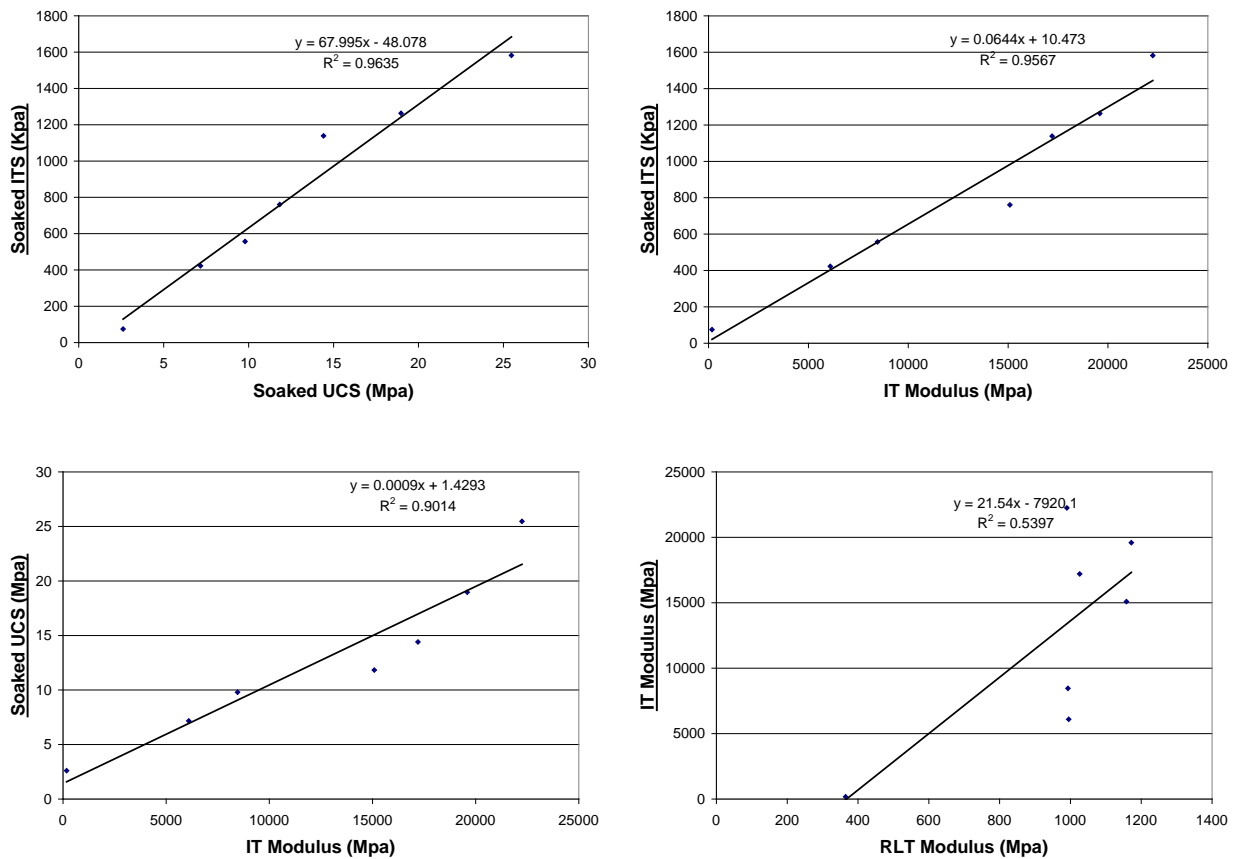 1800
1600
1400
1200
1000
800
600
400
200
0
Soaked ITS (Kpa)
y = 67.995x - 48.078
R² = 0.9635
0 5 10 15 20 25 30
Soaked UCS (Mpa)
1800
1600
1400
1200
1000
800
600
400
200
0
Soaked ITS (Kpa)
y = 0.0644x + 10.473
R² = 0.9567
0 5000 10000 15000 20000 25000
IT Modulus (Mpa)
30
25
20
15
10
5
0
Soaked UCS (Mpa)
y = 0.0009x + 1.4293
R² = 0.9014
0 5000 10000 15000 20000 25000
IT Modulus (Mpa)
25000
20000
15000
10000
5000
0
IT Modulus (Mpa)
y = 21.54x - 7920.1
R² = 0.5397
0 200 400 600 800 1000 1200 1400
RLT Modulus (Mpa)